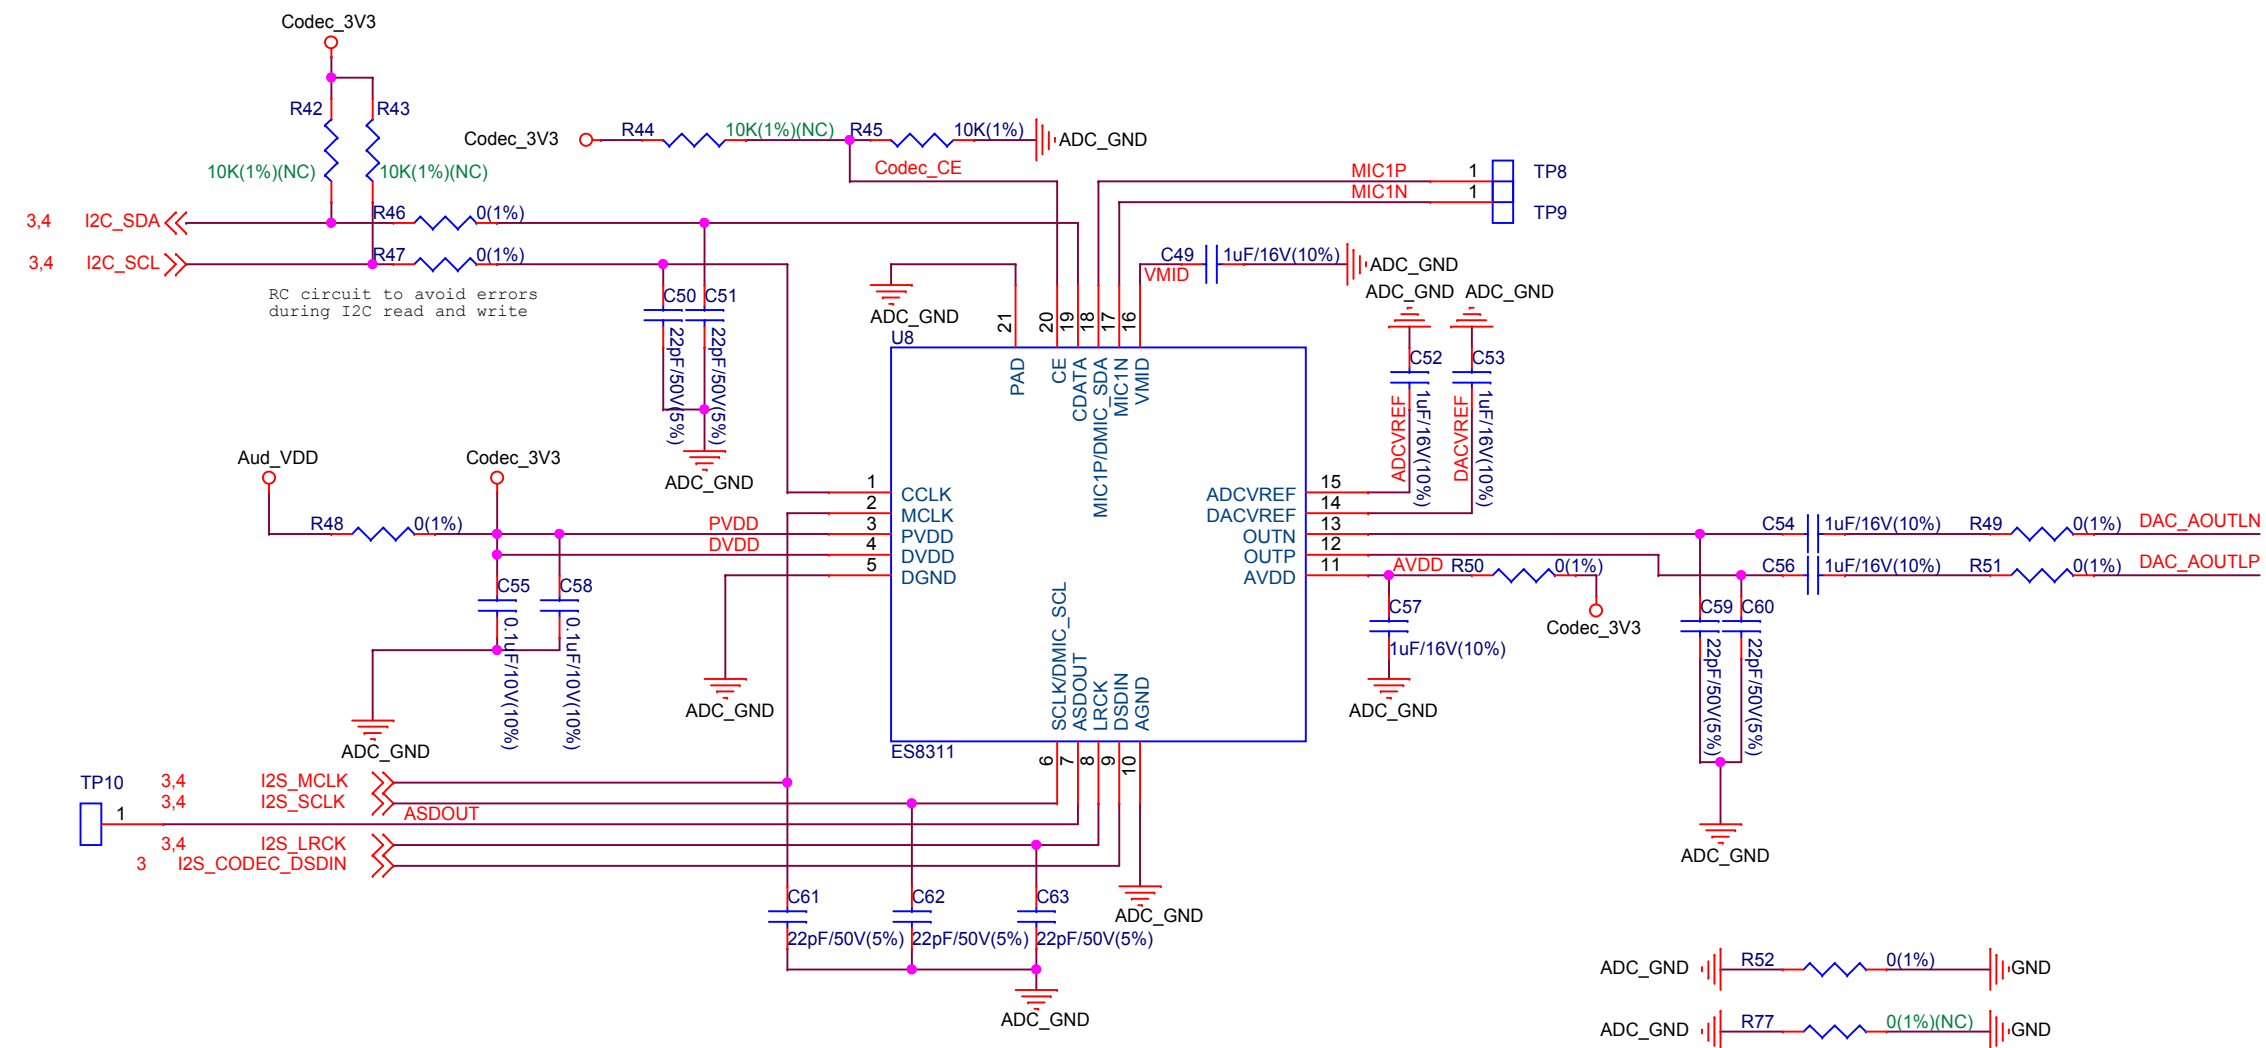 Codec_3V3
R42
R43
10K(1%)(NC)
10K(1%)(NC)
Codec_3V3
R44
10K(1%)(NC)
R45
10K(1%)
ADC_GND
Codec_CE
MIC1P
1
TP8
MIC1N
1
TP9
3,4
I2C_SDA
R46
0(1%)
3,4
I2C_SCL
R47
0(1%)
RC circuit to avoid errors
during I2C read and write
C50
C51
22pF/50V(5%)
22pF/50V(5%)
ADC_GND
ADC_GND
C49
1uF/16V(10%)
VMID
ADC_GND
ADC_GND
ADC_GND
C52
C53
1uF/16V(10%)
1uF/16V(10%)
ADCVREF
DACVREF
U8
21
20
19
18
17
16
PAD
CE
CDATA
MIC1P/DMIC_SDA
MIC1N
VMID
Aud_VDD
Codec_3V3
R48
0(1%)
PVDD
DVDD
1
2
3
4
5
CCLK
MCLK
PVDD
DVDD
DGND
ADCVREF
DACVREF
OUTN
OUTP
AVDD
15
14
13
12
11
AVDD
R50
0(1%)
Codec_3V3
C57
1uF/16V(10%)
ADC_GND
C54
1uF/16V(10%)
R49
0(1%)
DAC_AOUTLN
C56
1uF/16V(10%)
R51
0(1%)
DAC_AOUTLP
C59
C60
22pF/50V(5%)
22pF/50V(5%)
ADC_GND
C55
C58
0.1uF/10V(10%)
0.1uF/10V(10%)
ADC_GND
ADC_GND
SCLK/DMIC_SCL
ASDOUT
LRCK
DSDIN
AGND
ES8311
6
7
8
9
10
TP10
1
3,4
I2S_MCLK
3,4
I2S_SCLK
ASDOUT
3,4
I2S_LRCK
3
I2S_CODEC_DSDIN
C61
C62
C63
22pF/50V(5%)
22pF/50V(5%)
22pF/50V(5%)
ADC_GND
ADC_GND
ADC_GND
R52
0(1%)
GND
ADC_GND
R77
0(1%)(NC)
GND